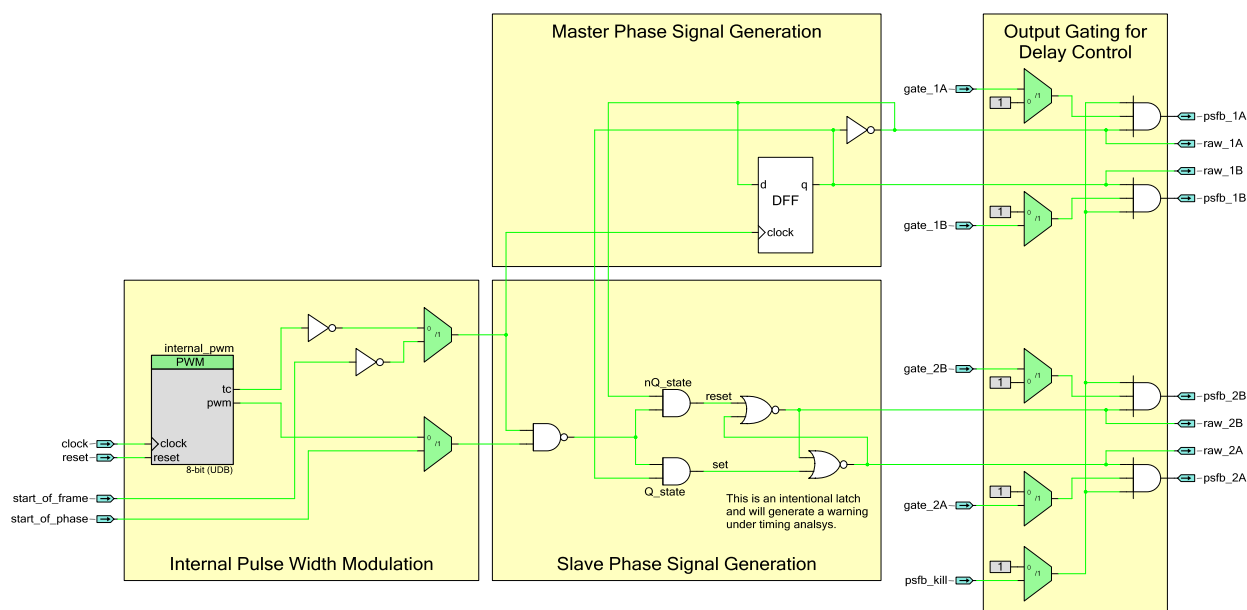 Master Phase Signal Generation
Output Gating for
Delay Control
gate_1A
1
0
/1
psfb_1A
raw_1A
raw_1B
d
q
DFF
clock
1
0
/1
psfb_1B
gate_1B
internal_pwm
PWM
tc
pwm
clock
clock
reset
reset
8-bit (UDB)
0
/1
0
/1
start_of_frame
start_of_phase
Internal Pulse Width Modulation
nQ_state
reset
set
Q_state
This is an intentional latch
and will generate a warning
under timing analsys.
Slave Phase Signal Generation
gate_2B
1
0
/1
psfb_2B
raw_2B
raw_2A
psfb_2A
1
0
/1
gate_2A
1
0
/1
psfb_kill